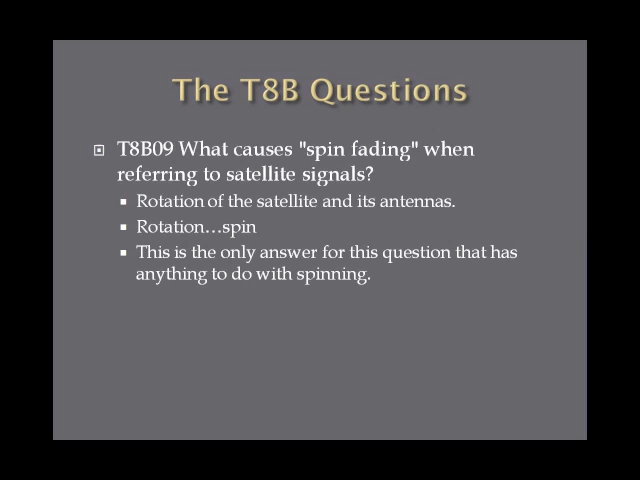 The T8B Questions
T8B09 What causes "spin fading" when
referring to satellite signals?
Rotation of the satellite and its antennas.
Rotation…spin
This is the only answer for this question that has
anything to do with spinning.